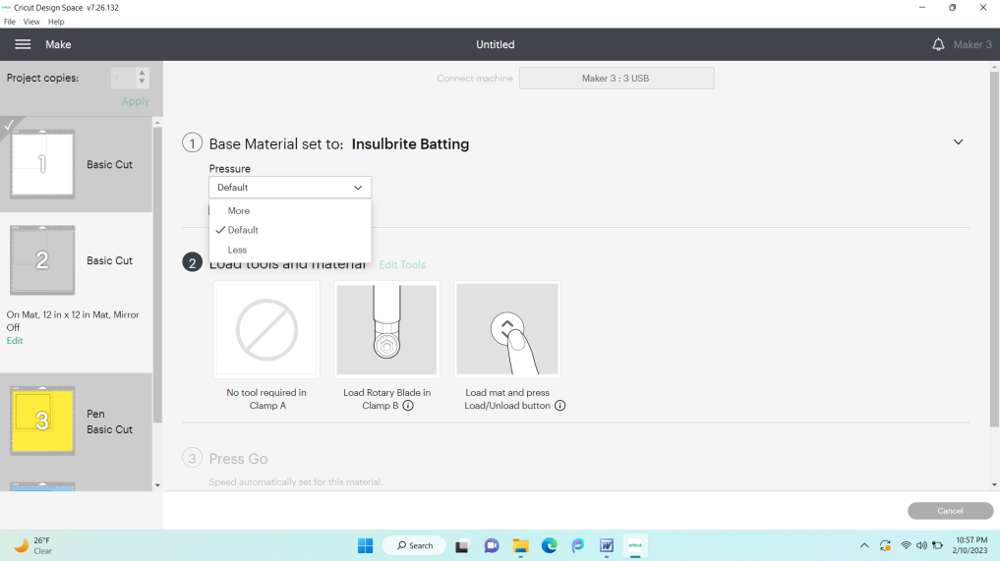 Cricut Design Space v7.26.132
File View Help
Make
Untitled
Maker 3
Project copies:
1
Apply
Connect machine
Maker 3 : 3 USB
1
Basic Cut
2
Basic Cut
On Mat, 12 in x 12 in Mat, Mirror
Off
Edit
3
Pen
Basic Cut
1 Base Material set to: Insulbrite Batting
Pressure
Default
More
Default
Less
2 Load tools and material Edit Tools
No tool required in
Clamp A
Load Rotary Blade in
Clamp B
Load mat and press
Load/Unload button
3 Press Go
Speed automatically set for this material.
Cancel
26°F
Clear
Search
cricut
10:57 PM
2/10/2023